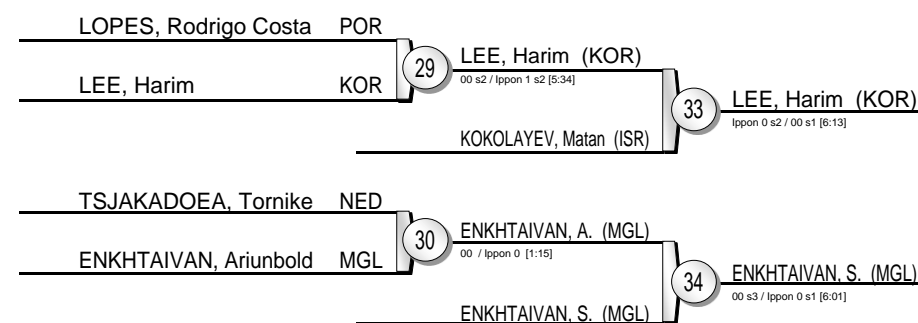 LOPES, Rodrigo Costa POR
LEE, Harim KOR
29
LEE, Harim (KOR)
00 s2 / Ippon 1 s2 [5:34]
KOKOLAYEV, Matan (ISR)
33
LEE, Harim (KOR)
Ippon 0 s2 / 00 s1 [6:13]
TSJAKADOEA, Tornike NED
ENKHTAIVAN, Ariunbold MGL
30
ENKHTAIVAN, A. (MGL)
00 / Ippon 0 [1:15]
ENKHTAIVAN, S. (MGL)
34
ENKHTAIVAN, S. (MGL)
00 s3 / Ippon 0 s1 [6:01]